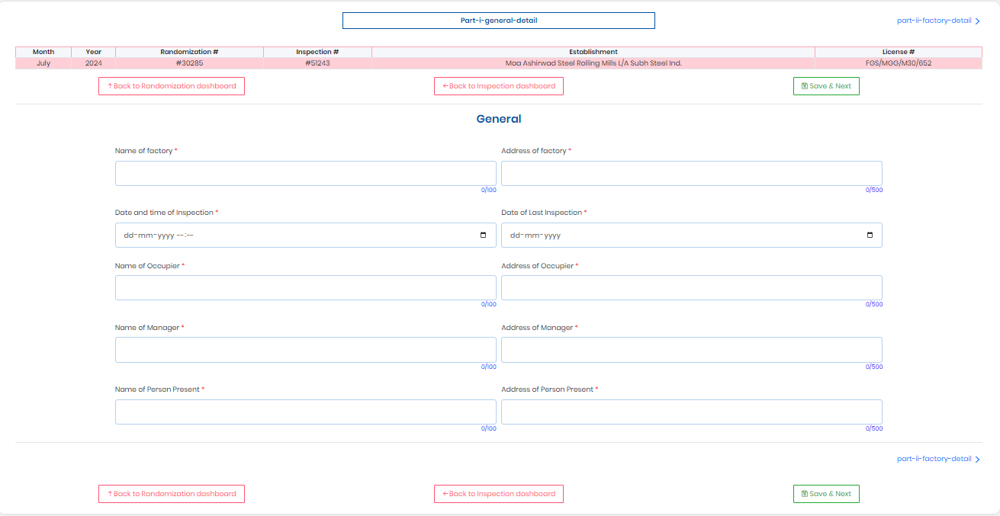 Part-i-general-detail
part-ii-factory-detail >
Month Year Randomization # Inspection # Establishment License #
July 2024 #30285 #51243 Maa Ashirwad Steel Rolling Mills L/A Subh Steel Ind. FGS/MGG/M30/652
↑Back to Randomization dashboard ←Back to Inspection dashboard Save & Next
General
Name of factory * Address of factory *
0/100 0/500
Date and time of Inspection * Date of Last Inspection *
dd-mm-yyyy --:-- dd-mm-yyyy
Name of Occupier * Address of Occupier *
0/100 0/500
Name of Manager * Address of Manager *
0/100 0/500
Name of Person Present * Address of Person Present *
0/100 0/500
part-ii-factory-detail >
↑Back to Randomization dashboard ←Back to Inspection dashboard Save & Next